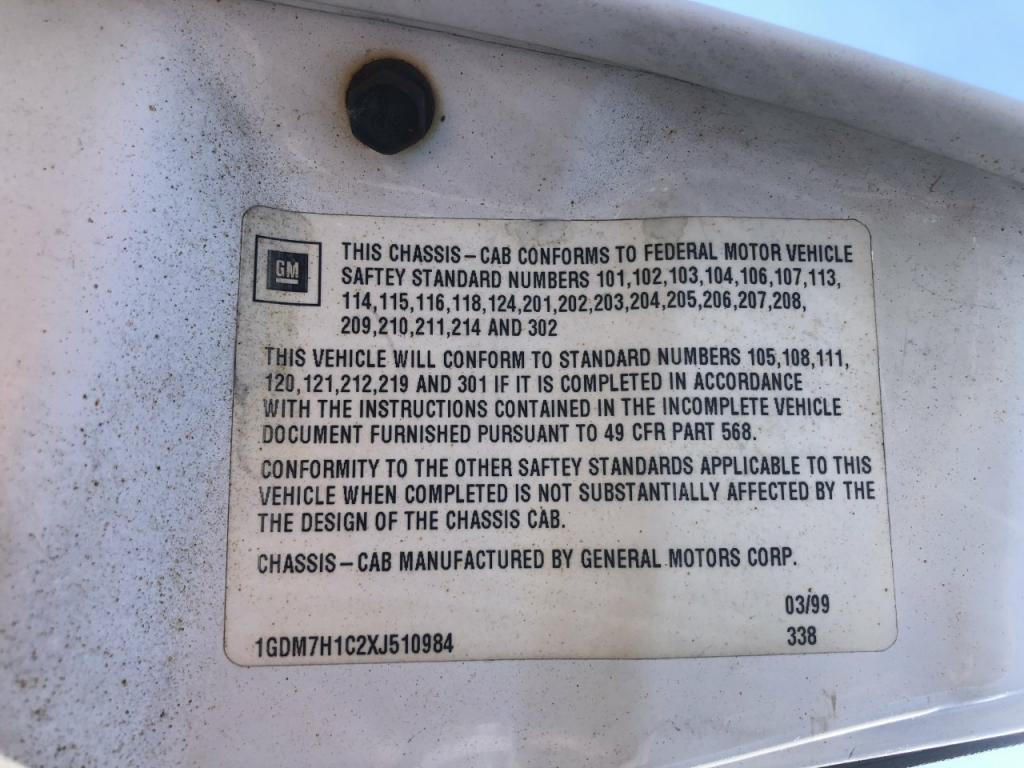 GM
THIS CHASSIS-CAB CONFORMS TO FEDERAL MOTOR VEHICLE
SAFTEY STANDARD NUMBERS 101,102,103,104,106,107,113,
114,115,116,118,124,201,202,203,204,205,206,207,208,
209,210,211,214 AND 302
THIS VEHICLE WILL CONFORM TO STANDARD NUMBERS 105,108,111,
120,121,212,219 AND 301 IF IT IS COMPLETED IN ACCORDANCE
WITH THE INSTRUCTIONS CONTAINED IN THE INCOMPLETE VEHICLE
DOCUMENT FURNISHED PURSUANT TO 49 CFR PART 568.
CONFORMITY TO THE OTHER SAFTEY STANDARDS APPLICABLE TO THIS
VEHICLE WHEN COMPLETED IS NOT SUBSTANTIALLY AFFECTED BY THE
THE DESIGN OF THE CHASSIS CAB.
CHASSIS-CAB MANUFACTURED BY GENERAL MOTORS CORP.
03/99
1GDM7H1C2XJ510984 338